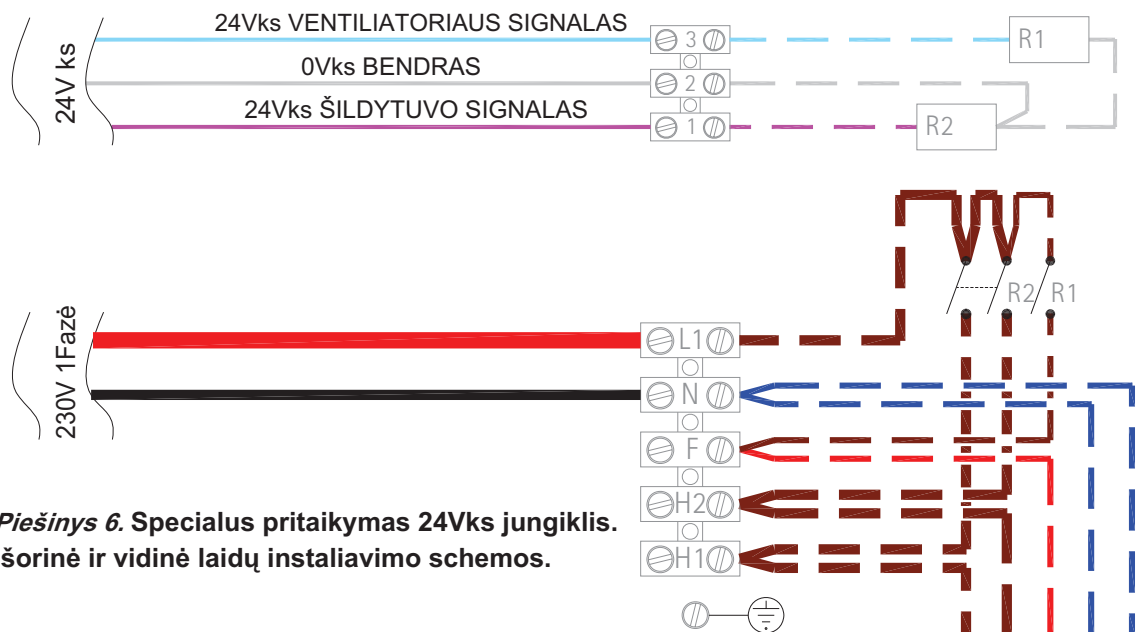 24V ks
24Vks VENTILIATORIAUS SIGNALAS
3
R1
0Vks BENDRAS
2
24Vks ŠILDYTUVO SIGNALAS
1
R2
R2
R1
230V 1Fazė
L1
N
F
H2
H1
Piešinys 6. Specialus pritaikymas 24Vks jungiklis.
šorinė ir vidinė laidų instaliavimo schemos.